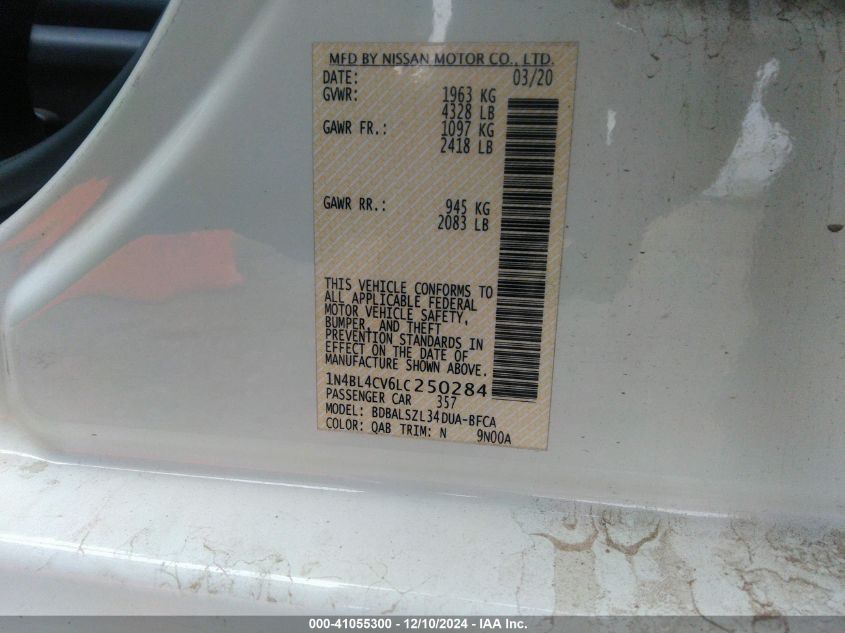 MFD BY NISSAN MOTOR CO., LTD.
DATE: 03/20
GVWR: 1963 KG
4328 LB
GAWR FR.: 1097 KG
2418 LB
GAWR RR.: 945 KG
2083 LB
THIS VEHICLE CONFORMS TO
ALL APPLICABLE FEDERAL
MOTOR VEHICLE SAFETY,
BUMPER, AND THEFT
PREVENTION STANDARDS IN
EFFECT ON THE DATE OF
MANUFACTURE SHOWN ABOVE.
1N4BL4CV6LC250284
PASSENGER CAR 357
MODEL: BDBALSZL34DUA-BFCA
COLOR: QAB TRIM: N 9N00A
000-41055300 - 12/10/2024 - IAA Inc.